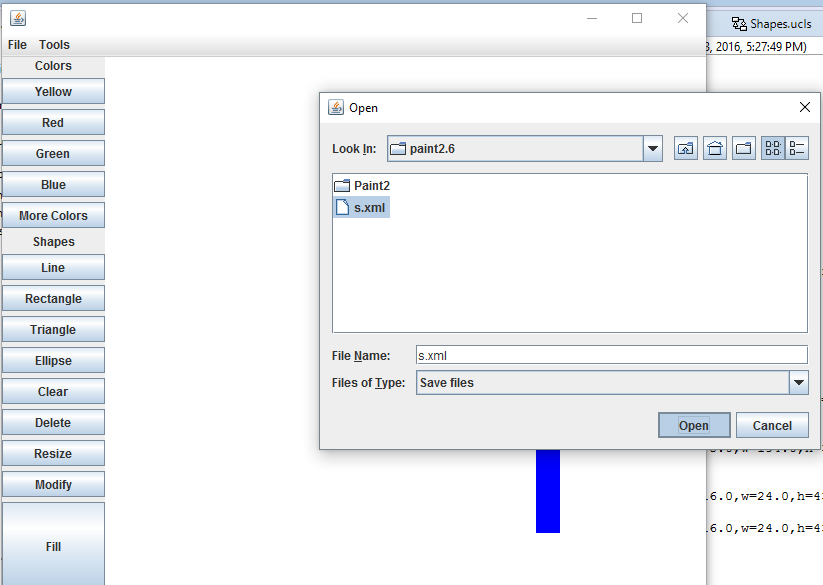 Shapes.ucls
File Tools
3, 2016, 5:27:49 PM)
Colors
Yellow
Red
Green
Blue
More Colors
Shapes
Line
Rectangle
Triangle
Ellipse
Clear
Delete
Resize
Modify
Fill
Open
Look In: paint2.6
Paint2
s.xml
File Name: s.xml
Files of Type: Save files
Open Cancel
6.0,w=24.0,h=4
6.0,w=24.0,h=4